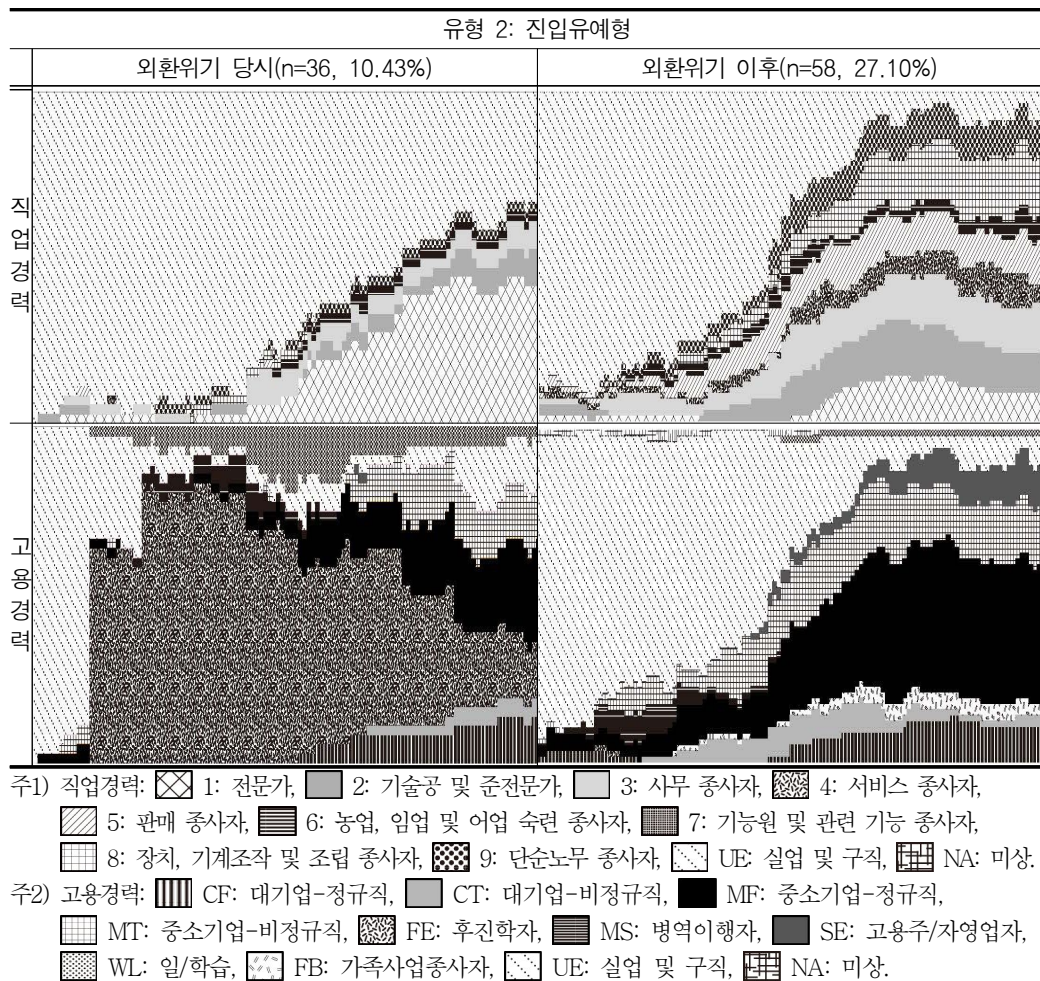 유형 2: 진입유예형
외환위기 당시(n=36, 10.43%) 외환위기 이후(n=58, 27.10%)
직업경력
고용경력
주1) 직업경력: 1: 전문가, 2: 기술공 및 준전문가, 3: 사무 종사자, 4: 서비스 종사자,
5: 판매 종사자, 6: 농업, 임업 및 어업 숙련 종사자, 7: 기능원 및 관련 기능 종사자,
8: 장치, 기계조작 및 조립 종사자, 9: 단순노무 종사자, UE: 실업 및 구직, NA: 미상.
주2) 고용경력: CF: 대기업-정규직, CT: 대기업-비정규직, MF: 중소기업-정규직,
MT: 중소기업-비정규직, FE: 후진학자, MS: 병역이행자, SE: 고용주/자영업자,
WL: 일/학습, FB: 가족사업종사자, UE: 실업 및 구직, NA: 미상.